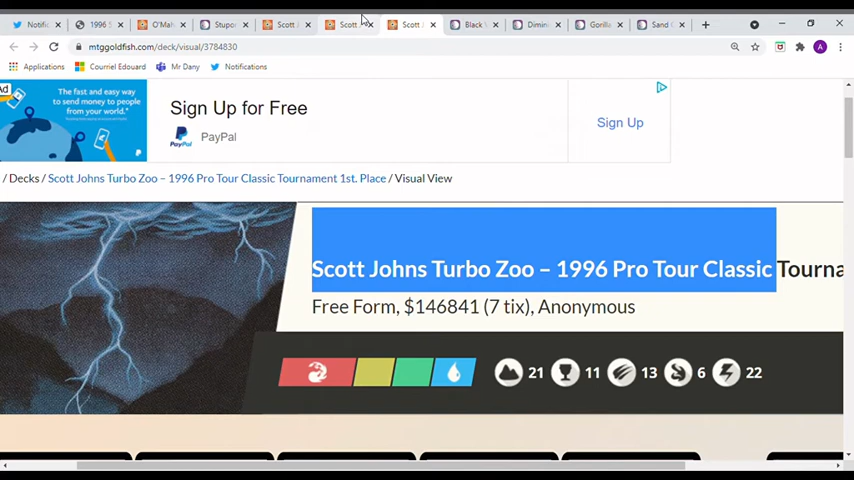 Notific
1996 S
O'Mah
Stupor
Scott J
Scott
Scott J
Black V
Dimini
Gorilla
Sand C
mtggoldfish.com/deck/visual/3784830
A
Applications
Courriel Edouard
Mr Dany
Notifications
Ad
The fast and easy
way to send money to people
from your world.*
Sign Up for Free
PayPal
Sign Up
/ Decks / Scott Johns Turbo Zoo – 1996 Pro Tour Classic Tournament 1st. Place / Visual View
Scott Johns Turbo Zoo – 1996 Pro Tour Classic Tourna
Free Form, $146841 (7 tix), Anonymous
21 11 13 6 22